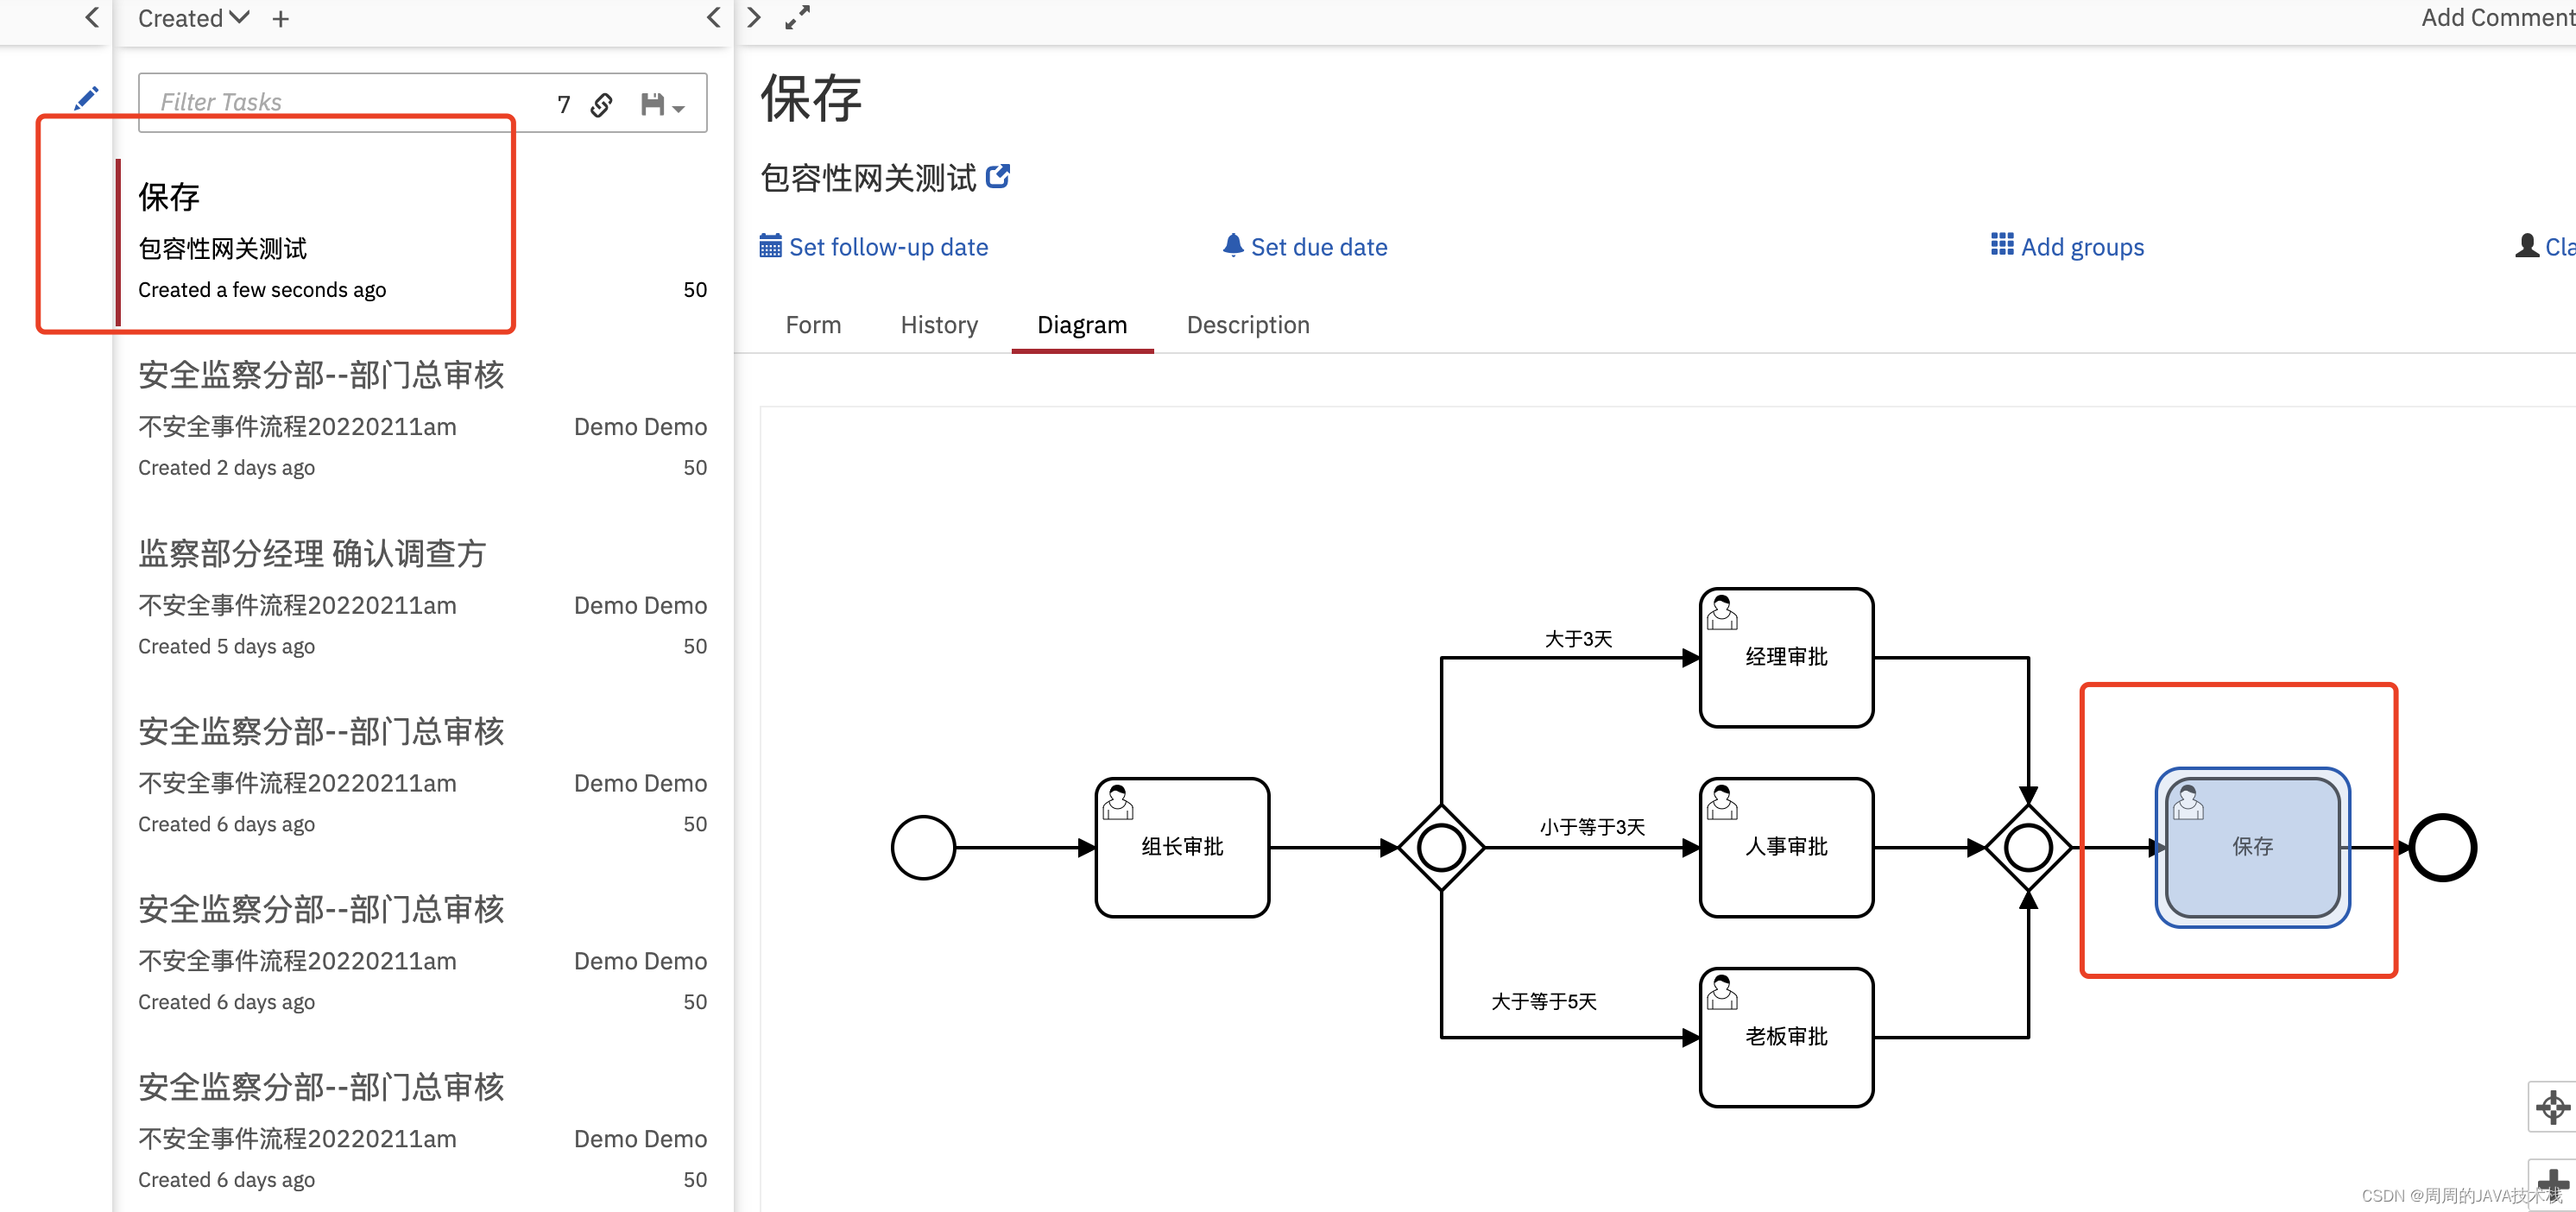 Created
Add Comment
Filter Tasks 7
保存
包容性网关测试
Created a few seconds ago 50
安全监察分部--部门总审核
不安全事件流程20220211am Demo Demo
Created 2 days ago 50
监察部分经理 确认调查方
不安全事件流程20220211am Demo Demo
Created 5 days ago 50
安全监察分部--部门总审核
不安全事件流程20220211am Demo Demo
Created 6 days ago 50
安全监察分部--部门总审核
不安全事件流程20220211am Demo Demo
Created 6 days ago 50
安全监察分部--部门总审核
不安全事件流程20220211am Demo Demo
Created 6 days ago 50
保存
包容性网关测试
Set follow-up date Set due date Add groups Cla
Form History Diagram Description
大于3天
经理审批
组长审批
小于等于3天
人事审批
保存
大于等于5天
老板审批
CSDN @周周的JAVA技术栈